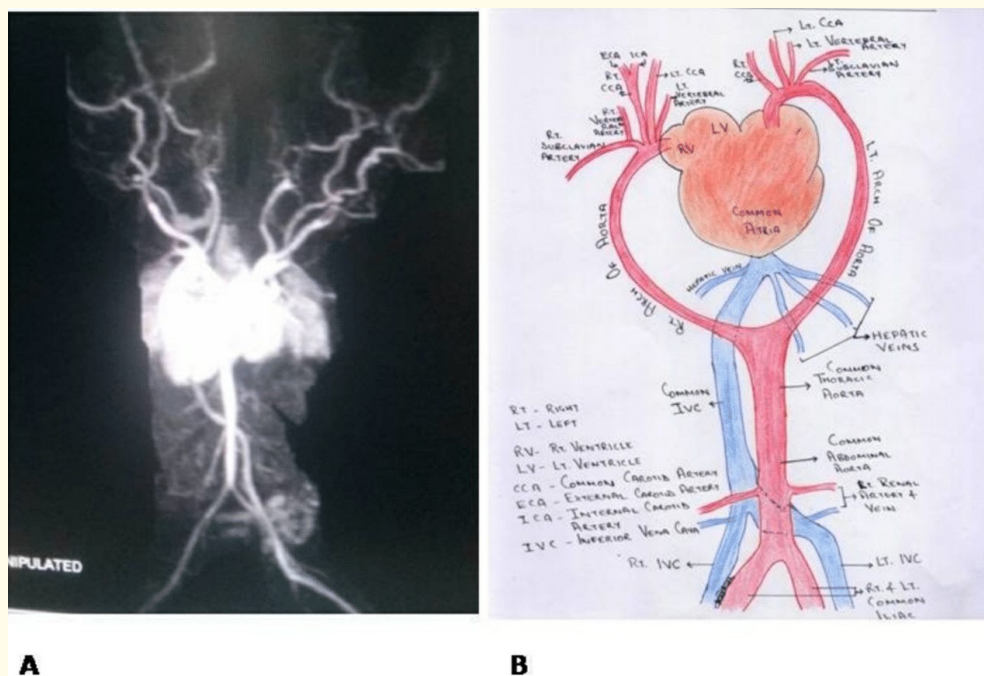 NIPULATED
A
Lt. CCA
Lt. VERTEBRAL
ARTERY
LT.
SUBCLAVIAN
ARTERY
RT.
CCA
ECA ICA
RT.
CCA
Lt. CCA
Lt
VERTEBRAL
ARTERY
RT.
VERTEB
RAL
ARTERY
RT.
SUBCLAVIAN
ARTERY
LV
RV
COMMON
ATRIA
RT. ARCH OF AORTA
LT. ARCH OF AORTA
HEPATIC VEIN
HEPATIC
VEINS
COMMON
THORACIC
AORTA
COMMON
IVC
COMMON
ABDOMINAL
AORTA
RENAL
ARTERY &
VEIN
RT - RIGHT
LT - LEFT
RV - RT. VENTRICLE
LV - LT. VENTRICLE
CCA - COMMON CAROTID ARTERY
ECA - EXTERNAL CAROTID ARTERY
ICA - INTERNAL CAROTID
ARTERY
IVC - INFERIOR VENA CAVA
RT. IVC
LT. IVC
RT. & LT.
COMMON
ILIAC
B